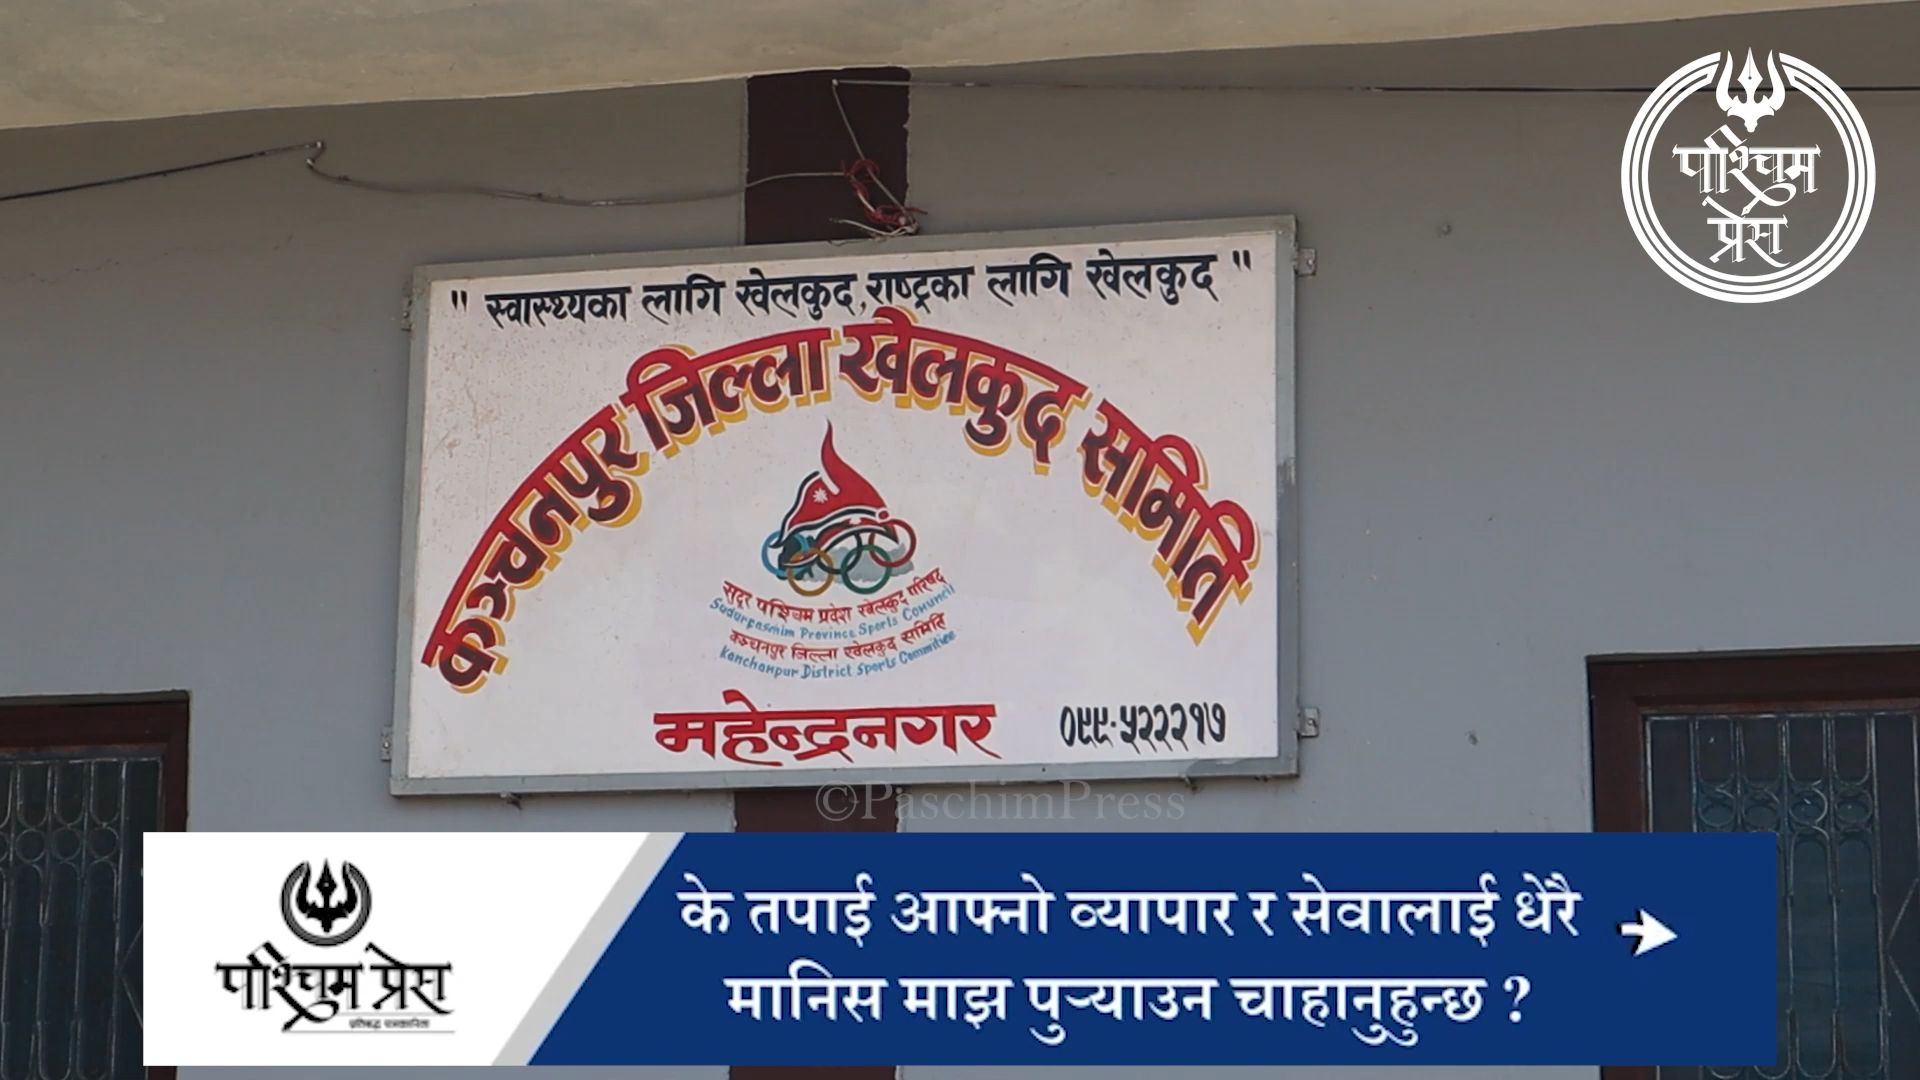 पश्चिम
प्रेस
" स्वास्थ्यका लागि खेलकुद, राष्ट्रका लागि खेलकुद "
कञ्चनपुर जिल्ला खेलकुद समिति
सुदूर पश्चिम प्रदेश खेलकुद परिषद
Sudurpaschim Province Sports Coununcil
कञ्चनपुर जिल्ला खेलकुद समिति
Kanchanpur District Sports Committee
महेन्द्रनगर ०९९-५२२२१७
©PaschimPress
पश्चिम प्रेस
के तपाई आफ्नो व्यापार र सेवालाई धेरै
मानिस माझ पुऱ्याउन चाहानुहुन्छ ?